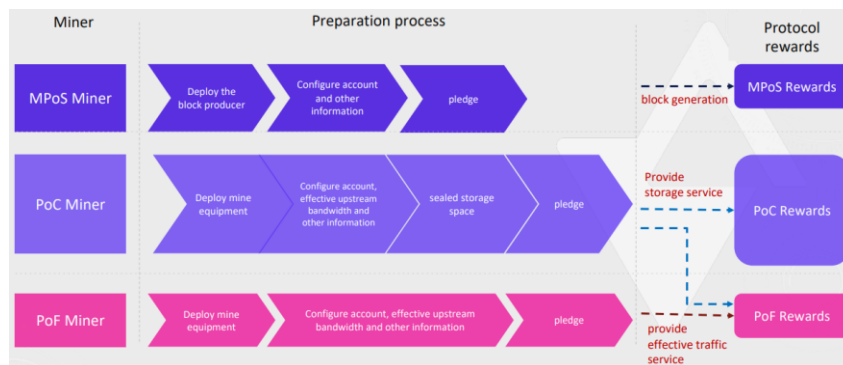 Miner
Preparation process
Protocol
rewards
MPoS Miner
Deploy the
block producer
Configure account
and other
information
pledge
block generation
MPoS Rewards
PoC Miner
Deploy mine
equipment
Configure account,
effective upstream
bandwidth and
other information
sealed storage
space
pledge
Provide
storage service
PoC Rewards
PoF Miner
Deploy mine
equipment
Configure account, effective upstream
bandwidth and other information
pledge
provide
effective traffic
service
PoF Rewards